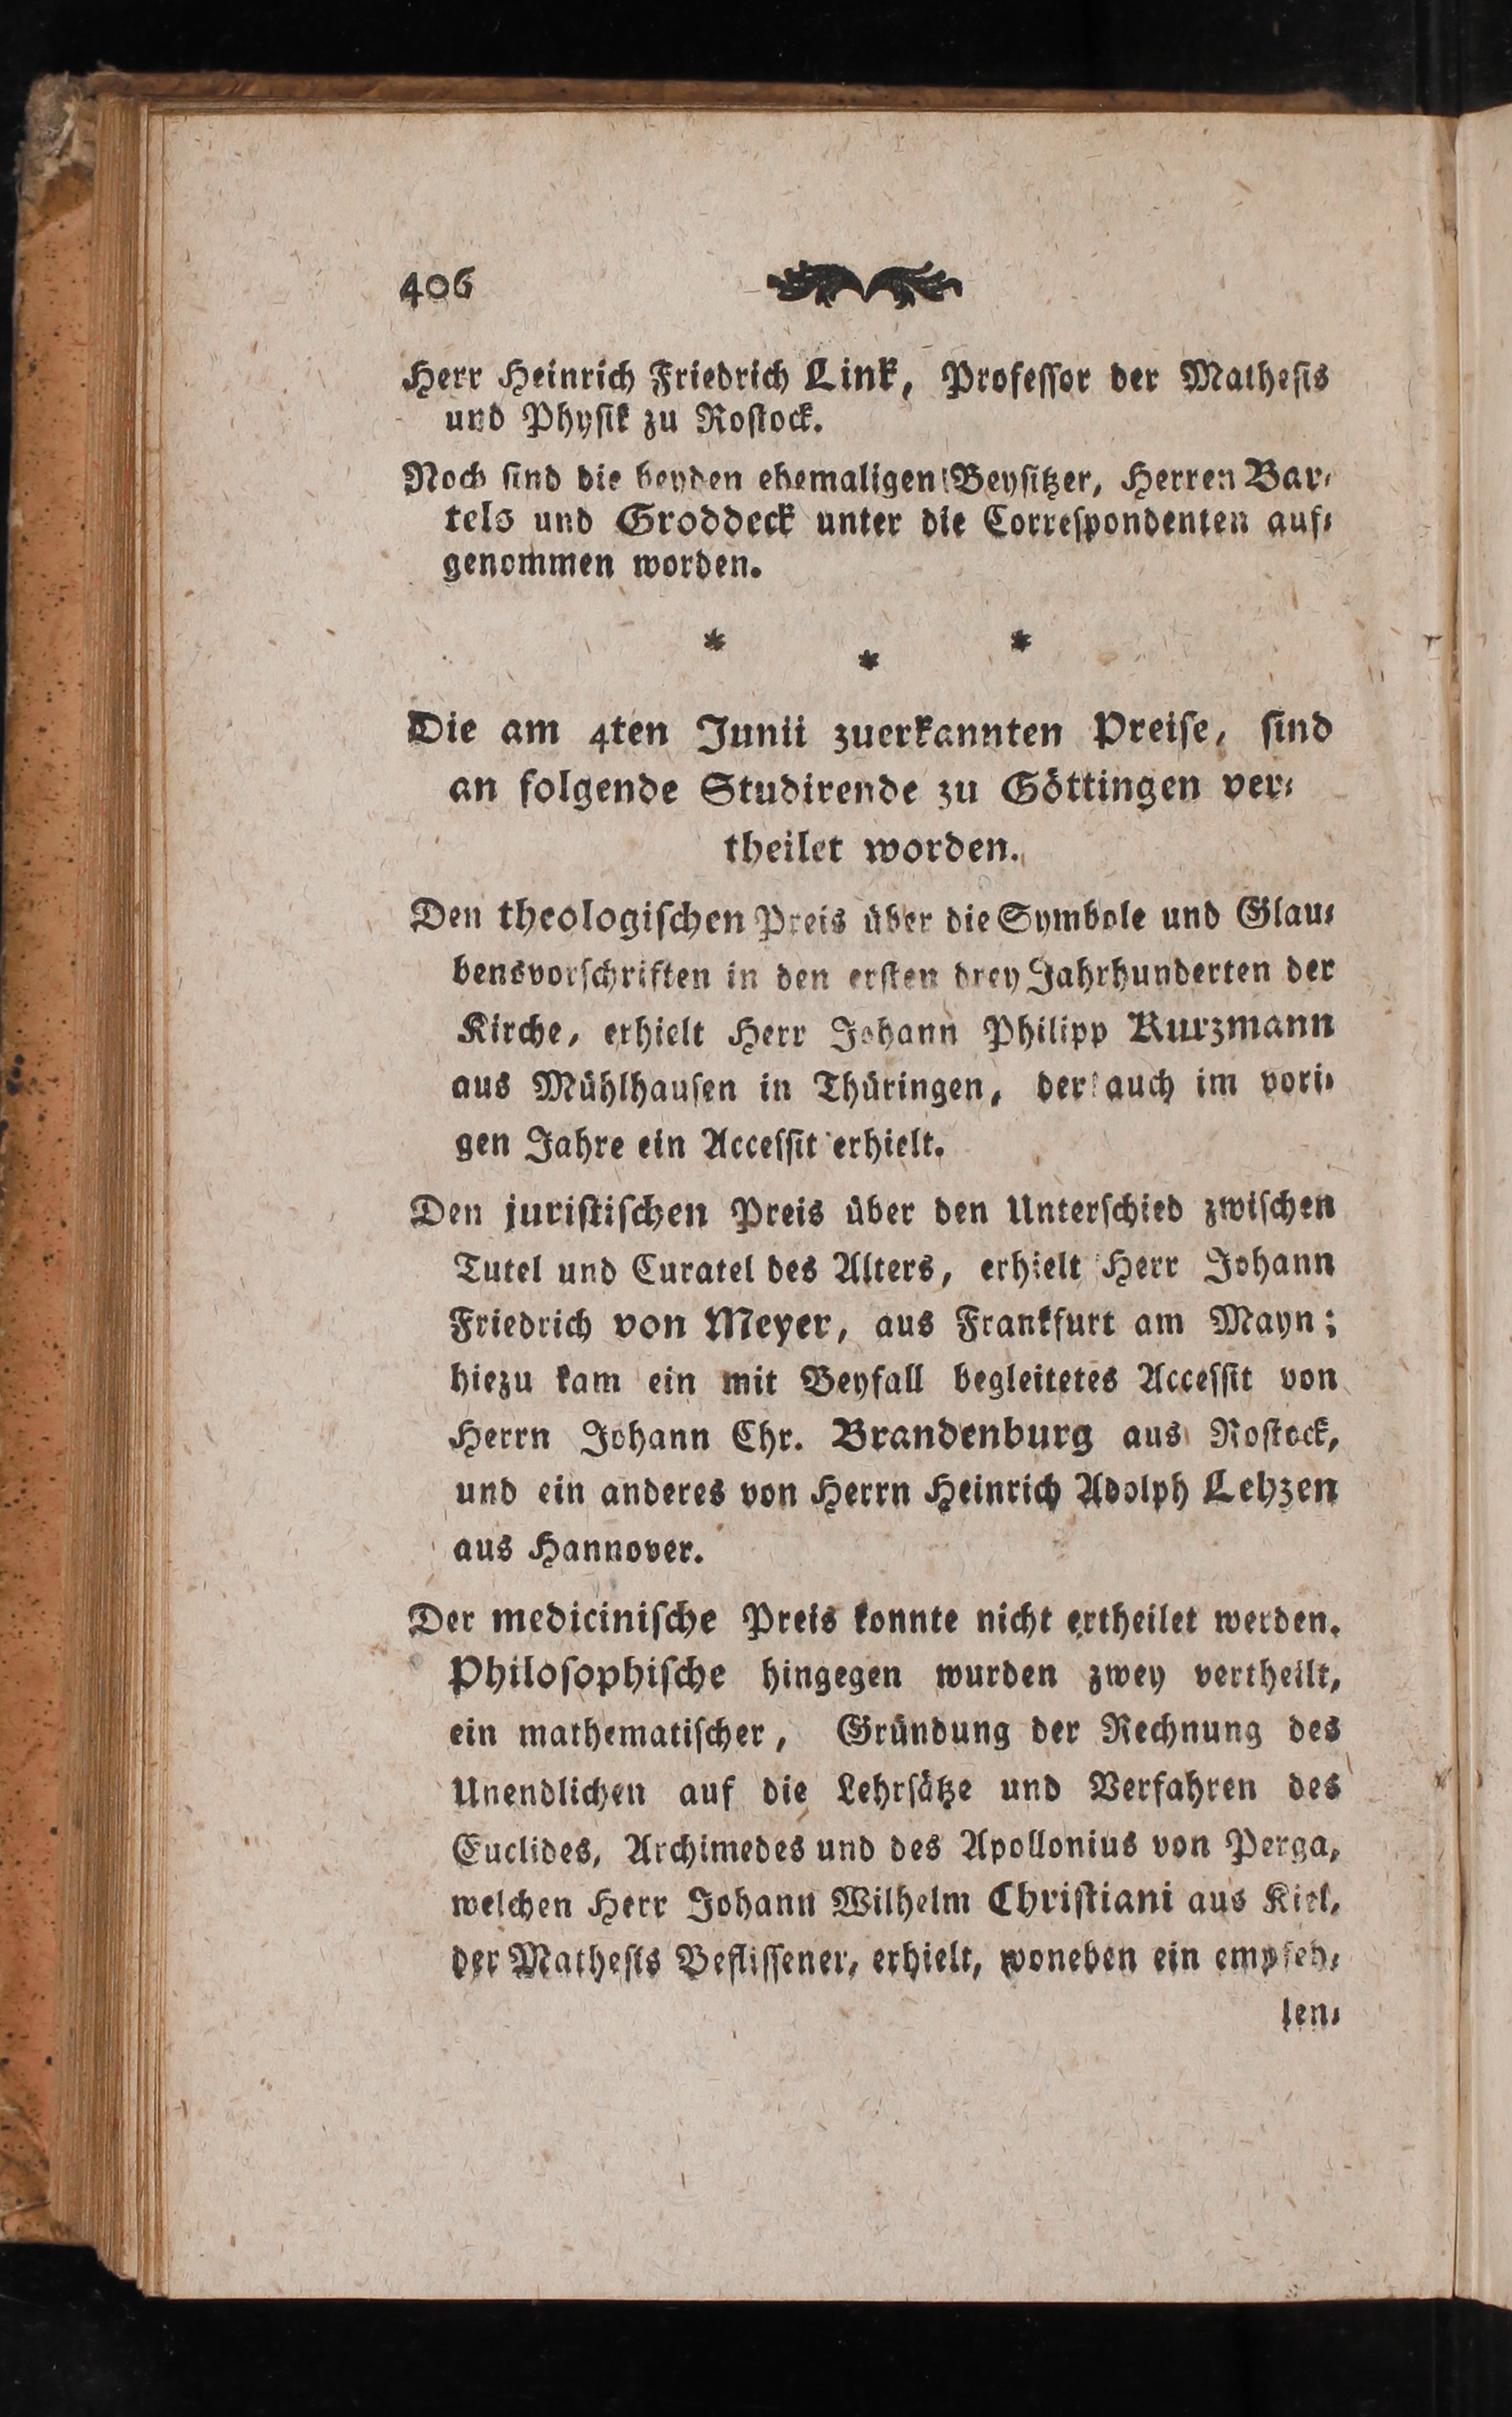 406
Herr Heinrich Friedrich Link, Professor der Mathesis
und Physik zu Rostock.
Noch sind die beyden ehemaligen Beysitzer, Herren Bar-
tels und Groddeck unter die Correspondenten auf-
genommen worden.
* * *
Die am 4ten Junii zuerkannten Preise, sind
an folgende Studirende zu Göttingen ver-
theilet worden.
Den theologischen Preis über die Symbole und Glau-
bensvorschriften in den ersten drey Jahrhunderten der
Kirche, erhielt Herr Johann Philipp Kurzmann
aus Mühlhausen in Thüringen, der auch im vori-
gen Jahre ein Accessit erhielt.
Den juristischen Preis über den Unterschied zwischen
Tutel und Curatel des Alters, erhielt Herr Johann
Friedrich von Meyer, aus Frankfurt am Mayn;
hiezu kam ein mit Beyfall begleitetes Accessit von
Herrn Johann Chr. Brandenburg aus Rostock,
und ein anderes von Herrn Heinrich Adolph Lehzen
aus Hannover.
Der medicinische Preis konnte nicht ertheilet werden.
Philosophische hingegen wurden zwey vertheilt,
ein mathematischer, Gründung der Rechnung des
Unendlichen auf die Lehrsätze und Verfahren des
Euclides, Archimedes und des Apollonius von Perga,
welchen Herr Johann Wilhelm Christiani aus Kiel,
der Mathesis Beflissener, erhielt, woneben ein empfeh-
len-